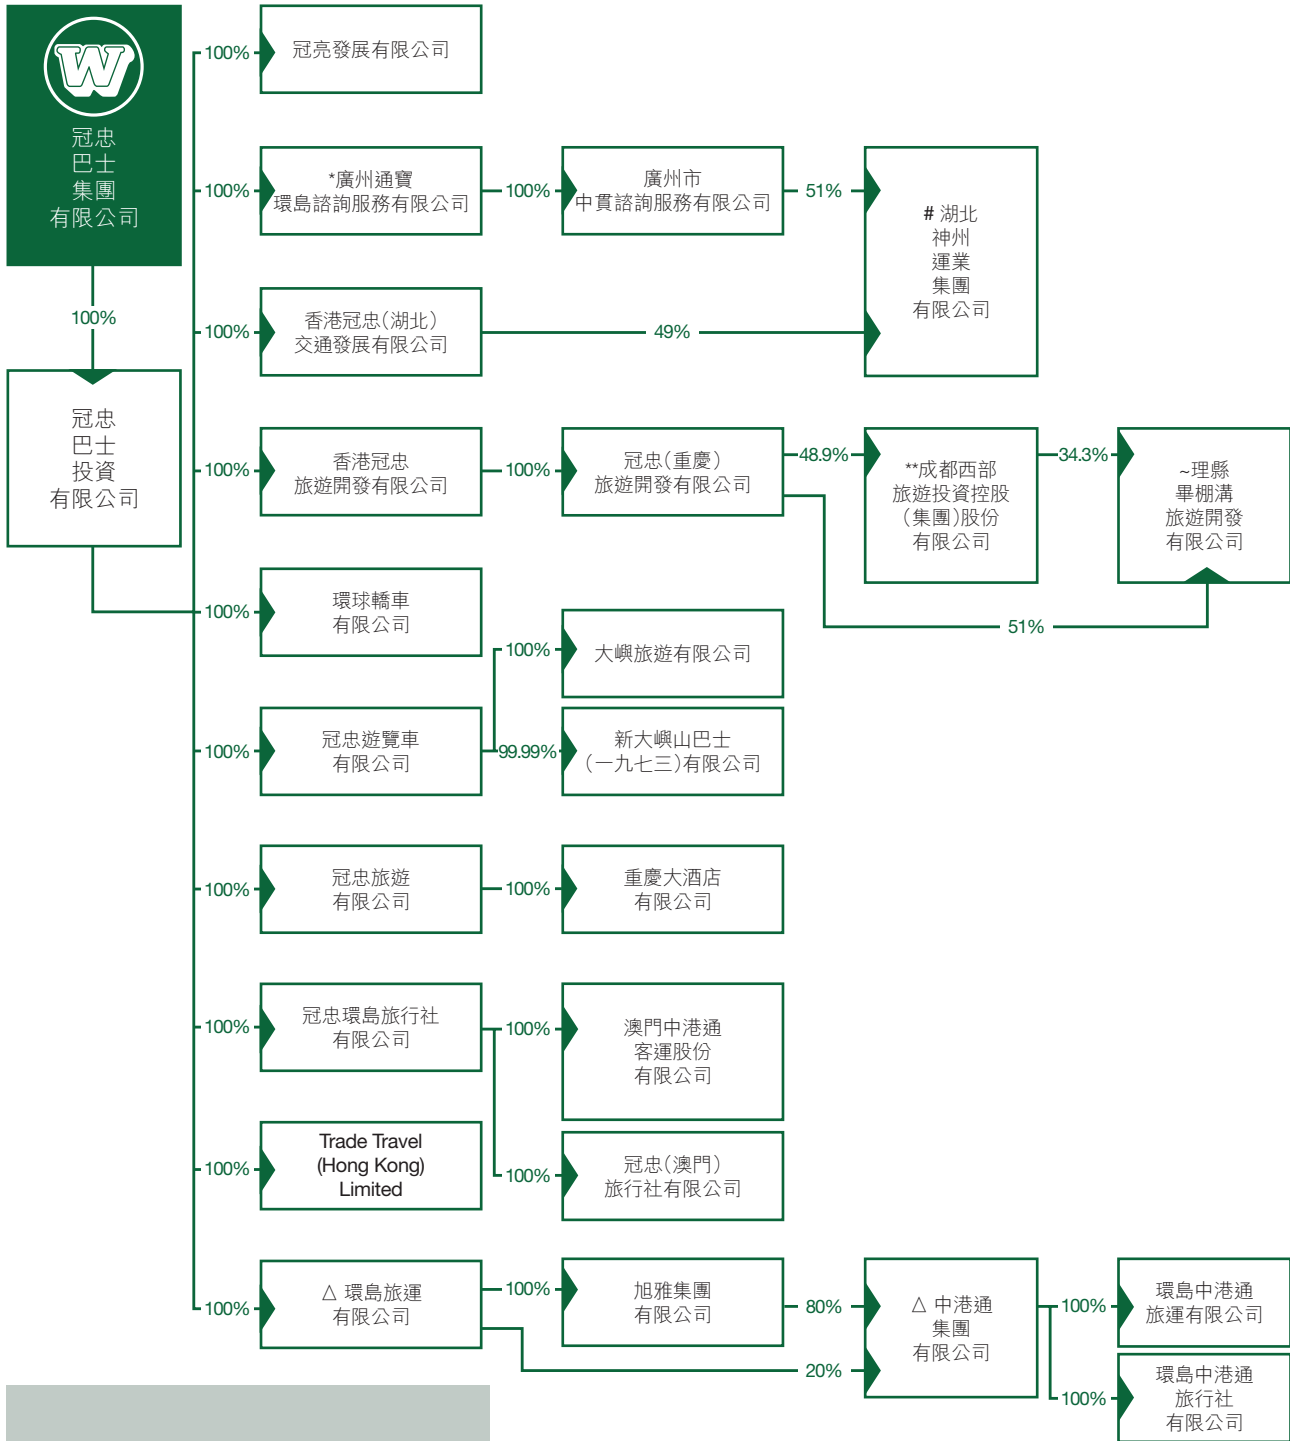 W
冠忠
巴士
集團
有限公司
100%
冠忠
巴士
投資
有限公司
100%
冠亮發展有限公司
100%
*廣州通寶
環島諮詢服務有限公司
100%
廣州市
中貫諮詢服務有限公司
51%
# 湖北
神州
運業
集團
有限公司
100%
香港冠忠(湖北)
交通發展有限公司
49%
100%
香港冠忠
旅遊開發有限公司
100%
冠忠(重慶)
旅遊開發有限公司
48.9%
**成都西部
旅遊投資控股
(集團)股份
有限公司
34.3%
~理縣
畢棚溝
旅遊開發
有限公司
51%
100%
環球轎車
有限公司
100%
冠忠遊覽車
有限公司
100%
大嶼旅遊有限公司
99.99%
新大嶼山巴士
(一九七三)有限公司
100%
冠忠旅遊
有限公司
100%
重慶大酒店
有限公司
100%
冠忠環島旅行社
有限公司
100%
澳門中港通
客運股份
有限公司
100%
冠忠(澳門)
旅行社有限公司
100%
Trade Travel
(Hong Kong)
Limited
100%
△ 環島旅運
有限公司
100%
旭雅集團
有限公司
80%
20%
△ 中港通
集團
有限公司
100%
環島中港通
旅運有限公司
100%
環島中港通
旅行社
有限公司